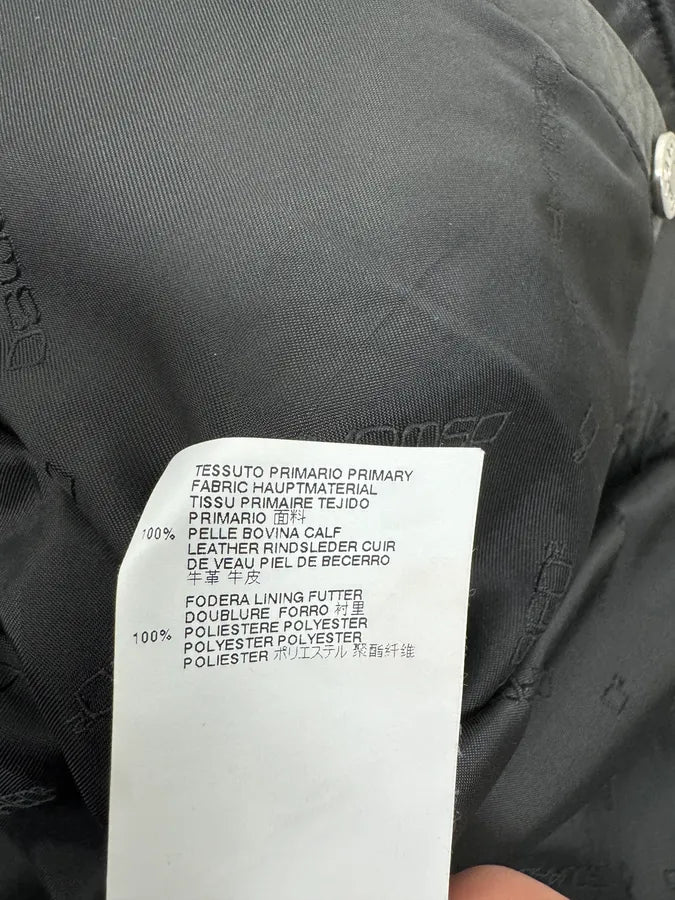 TESSUTO PRIMARIO PRIMARY
FABRIC HAUPTMATERIAL
TISSU PRIMAIRE TEJIDO
PRIMARIO 面料
100% PELLE BOVINA CALF
LEATHER RINDSLEDER CUIR
DE VEAU PIEL DE BECERRO
牛革 牛皮
FODERA LINING FUTTER
DOUBLURE FORRO 衬里
100% POLIESTERE POLYESTER
POLYESTER POLYESTER
POLIESTER ポリエステル 聚酯纤维